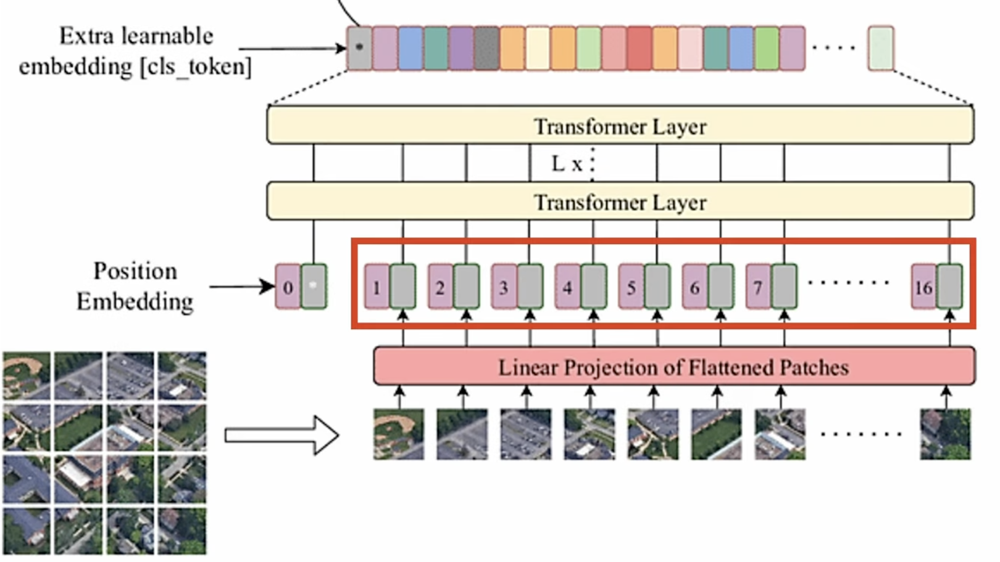 Extra learnable
embedding [cls_token]
Transformer Layer
L x
Transformer Layer
Position
Embedding
0 1 2 3 4 5 6 7 16
Linear Projection of Flattened Patches